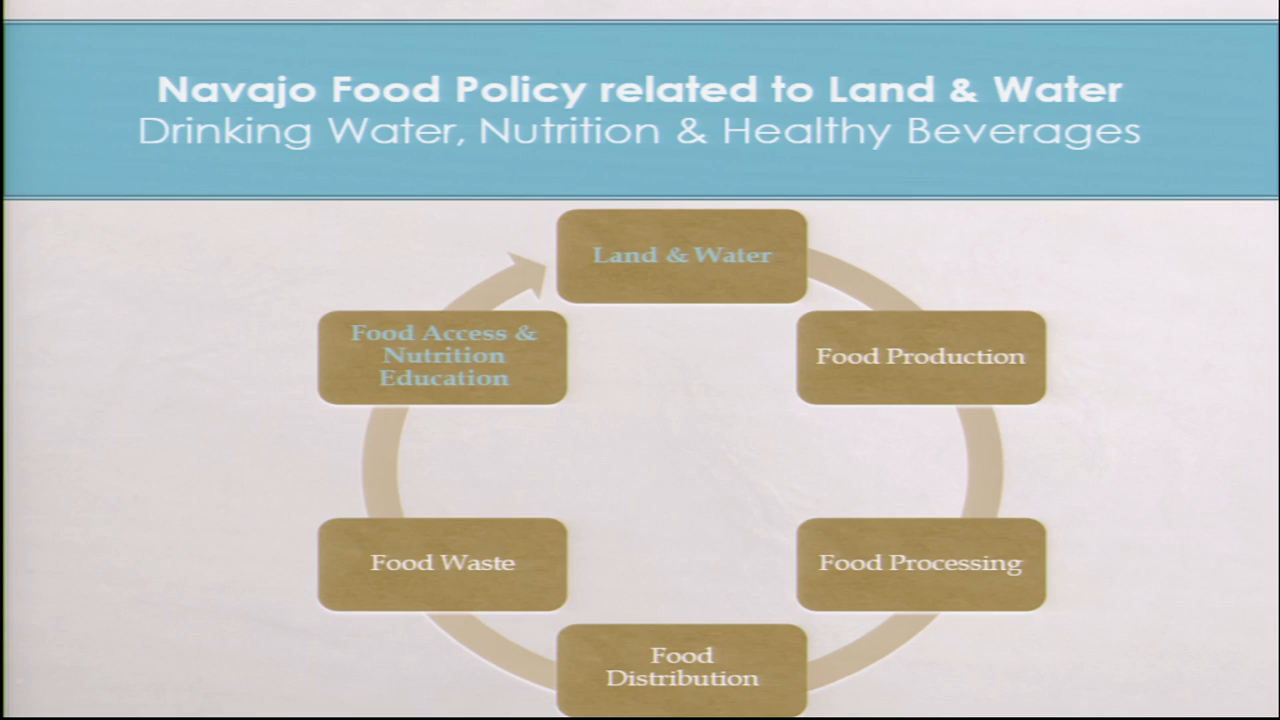 Navajo Food Policy related to Land & Water
Drinking Water, Nutrition & Healthy Beverages
Land & Water
Food Production
Food Processing
Food
Distribution
Food Waste
Food Access &
Nutrition
Education